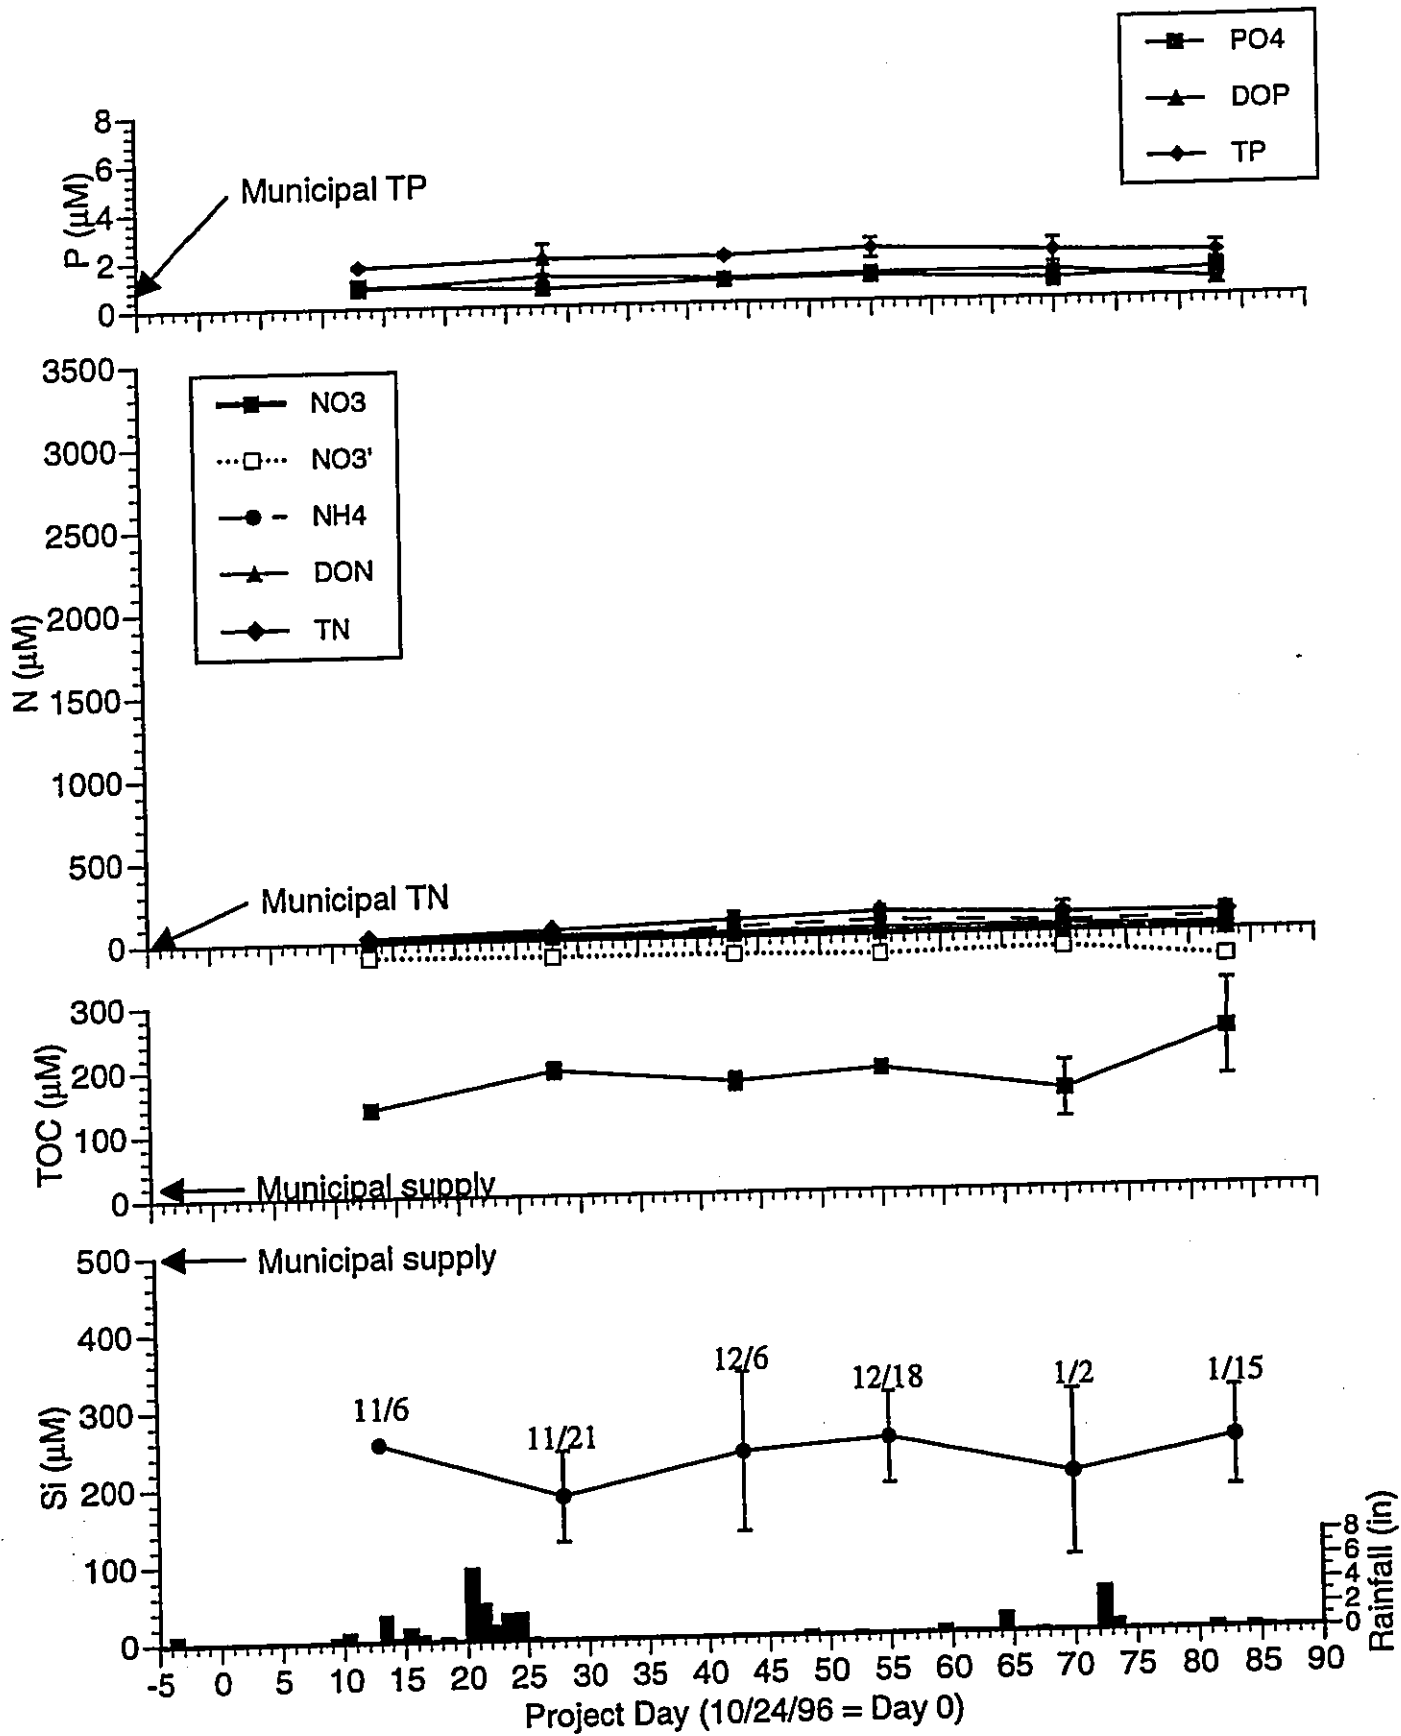 PO4
DOP
TP
8
6
4
2
0
P (µM)
Municipal TP
3500
3000
2500
2000
1500
1000
500
0
N (µM)
NO3
NO3'
NH4
DON
TN
Municipal TN
300
200
100
0
TOC (µM)
Municipal supply
500
400
300
200
100
0
Si (µM)
Municipal supply
11/6
11/21
12/6
12/18
1/2
1/15
8
6
4
2
0
Rainfall (in)
-5 0 5 10 15 20 25 30 35 40 45 50 55 60 65 70 75 80 85 90
Project Day (10/24/96 = Day 0)